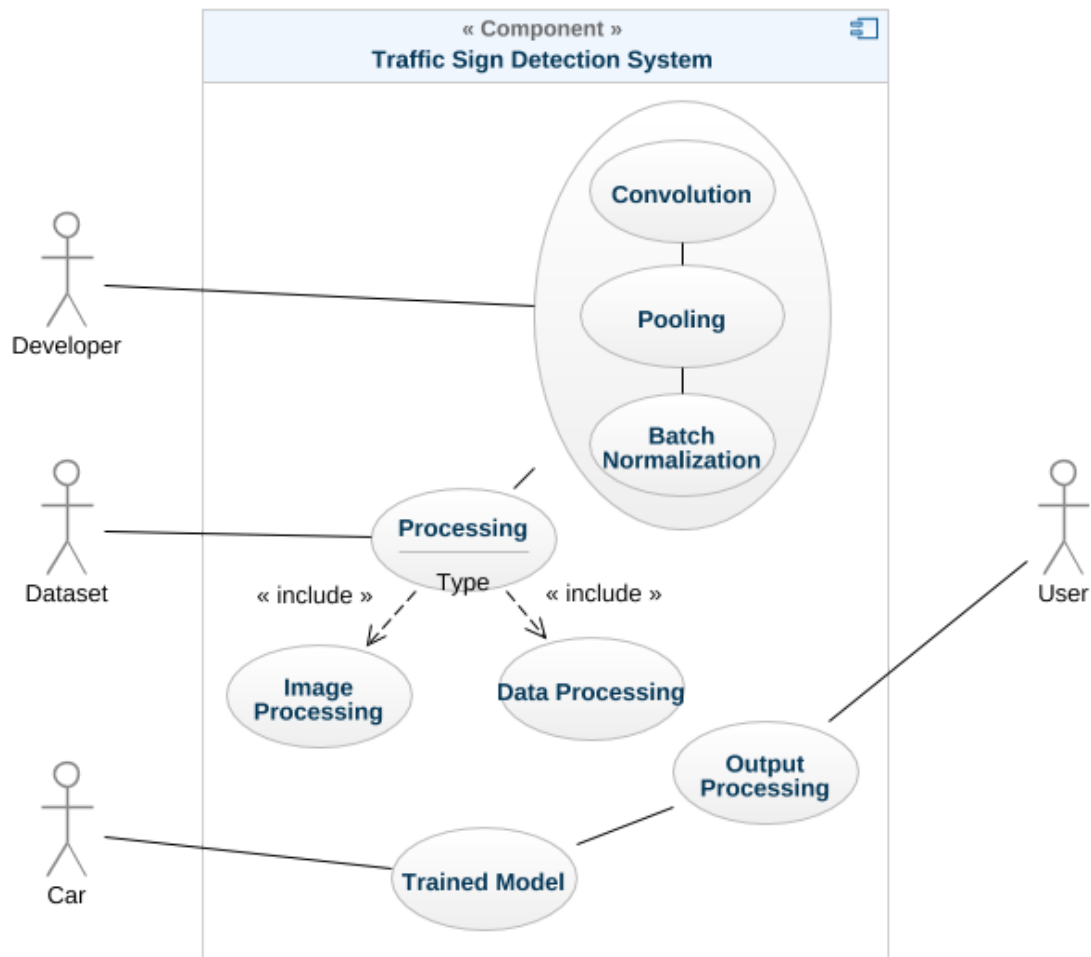 « Component »
Traffic Sign Detection System
Convolution
Developer
Pooling
Batch
Normalization
Dataset
Processing
Type
« include »
« include »
User
Image
Processing
Data Processing
Output
Processing
Car
Trained Model